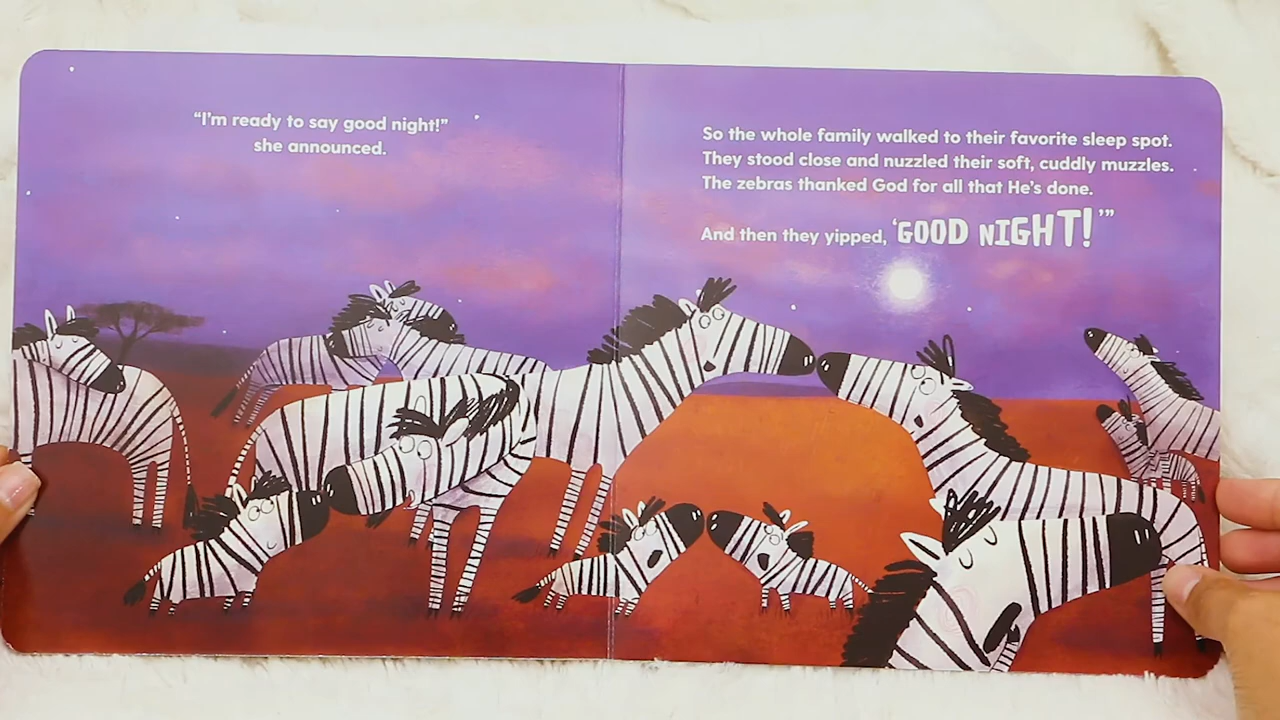 “I’m ready to say good night!”
she announced.
So the whole family walked to their favorite sleep spot.
They stood close and nuzzled their soft, cuddly muzzles.
The zebras thanked God for all that He’s done.
And then they yipped, ‘GOOD NIGHT!’”